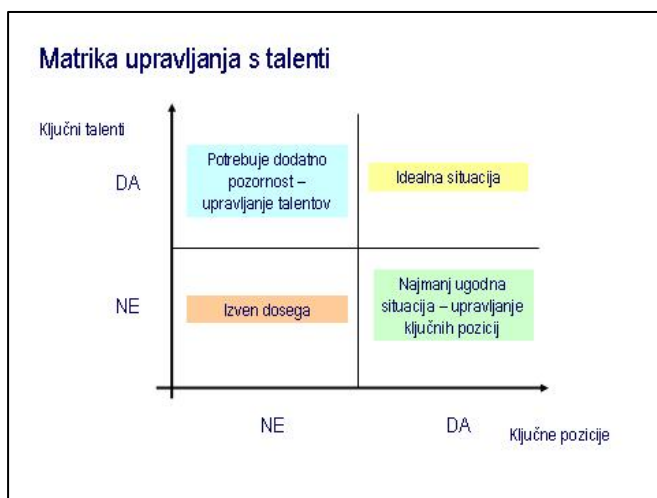 Matrika upravljanja s talenti
Ključni talenti
DA
Potrebuje dodatno
pozornost –
upravljanje talentov
Idealna situacija
NE
Izven dosega
Najmanj ugodna
situacija – upravljanje
ključnih pozicij
NE
DA
Ključne pozicije